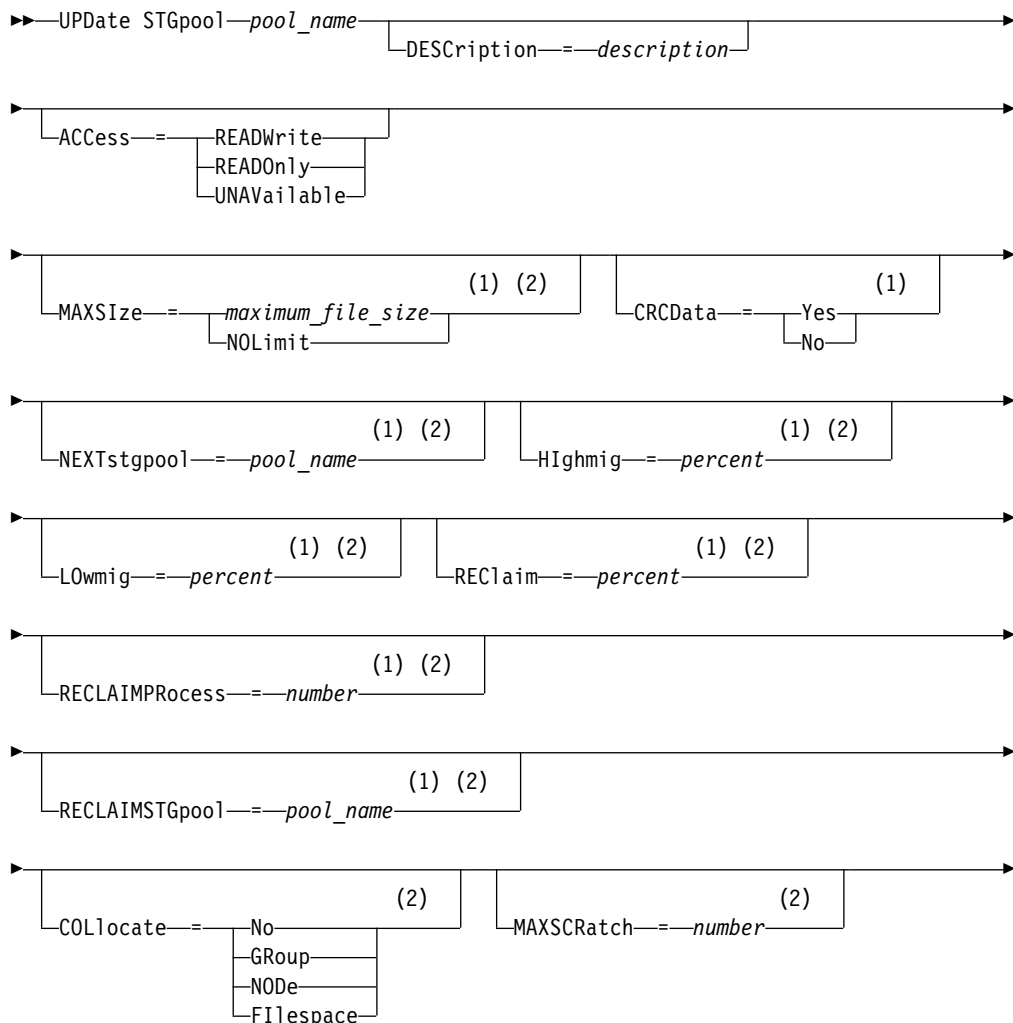 UPDate STGpool pool_name
DESCription = description
ACCess = READWrite
READOnly
UNAVailable
(1) (2) (1)
MAXSIze = maximum_file_size CRCData = Yes
NOLimit No
(1) (2) (1) (2)
NEXTstgpool = pool_name HIghmig = percent
(1) (2) (1) (2)
LOwmig = percent REClaim = percent
(1) (2)
RECLAIMPRocess = number
(1) (2)
RECLAIMSTGpool = pool_name
(2) (2)
COLlocate = No MAXSCRatch = number
GRoup
NODe
FIlespace